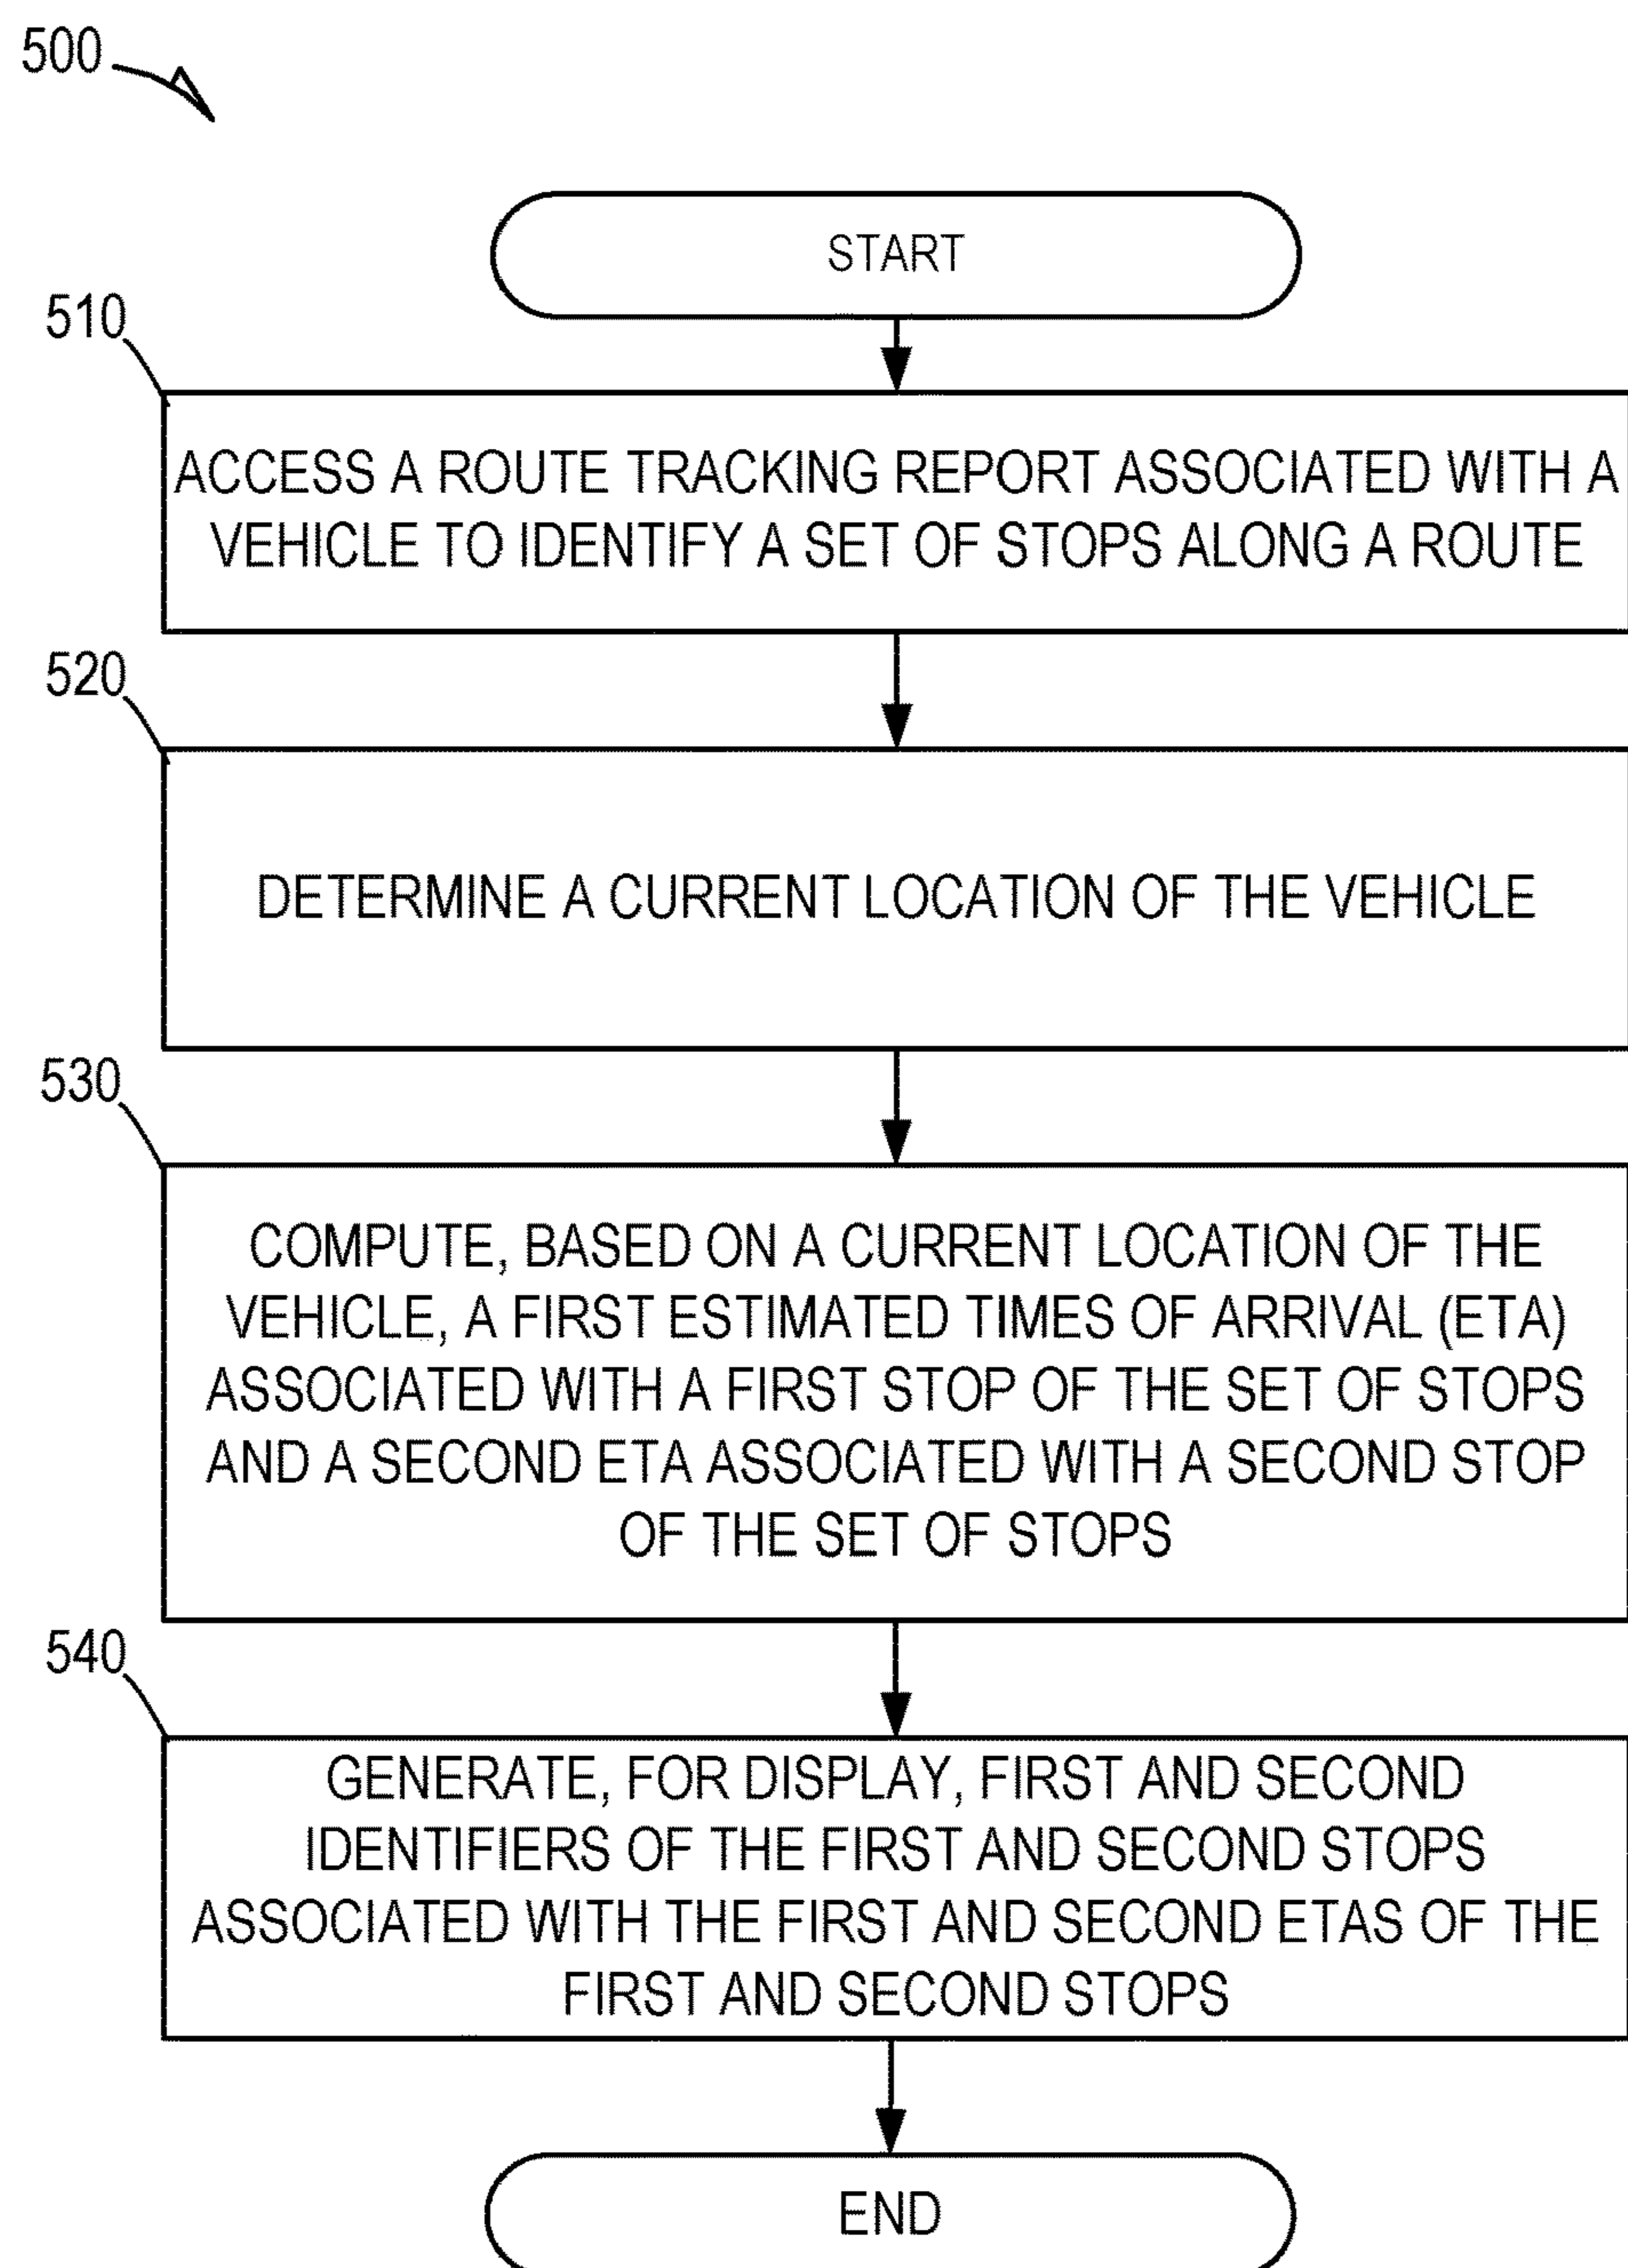 500
START
510
ACCESS A ROUTE TRACKING REPORT ASSOCIATED WITH A
VEHICLE TO IDENTIFY A SET OF STOPS ALONG A ROUTE
520
DETERMINE A CURRENT LOCATION OF THE VEHICLE
530
COMPUTE, BASED ON A CURRENT LOCATION OF THE
VEHICLE, A FIRST ESTIMATED TIMES OF ARRIVAL (ETA)
ASSOCIATED WITH A FIRST STOP OF THE SET OF STOPS
AND A SECOND ETA ASSOCIATED WITH A SECOND STOP
OF THE SET OF STOPS
540
GENERATE, FOR DISPLAY, FIRST AND SECOND
IDENTIFIERS OF THE FIRST AND SECOND STOPS
ASSOCIATED WITH THE FIRST AND SECOND ETAS OF THE
FIRST AND SECOND STOPS
END